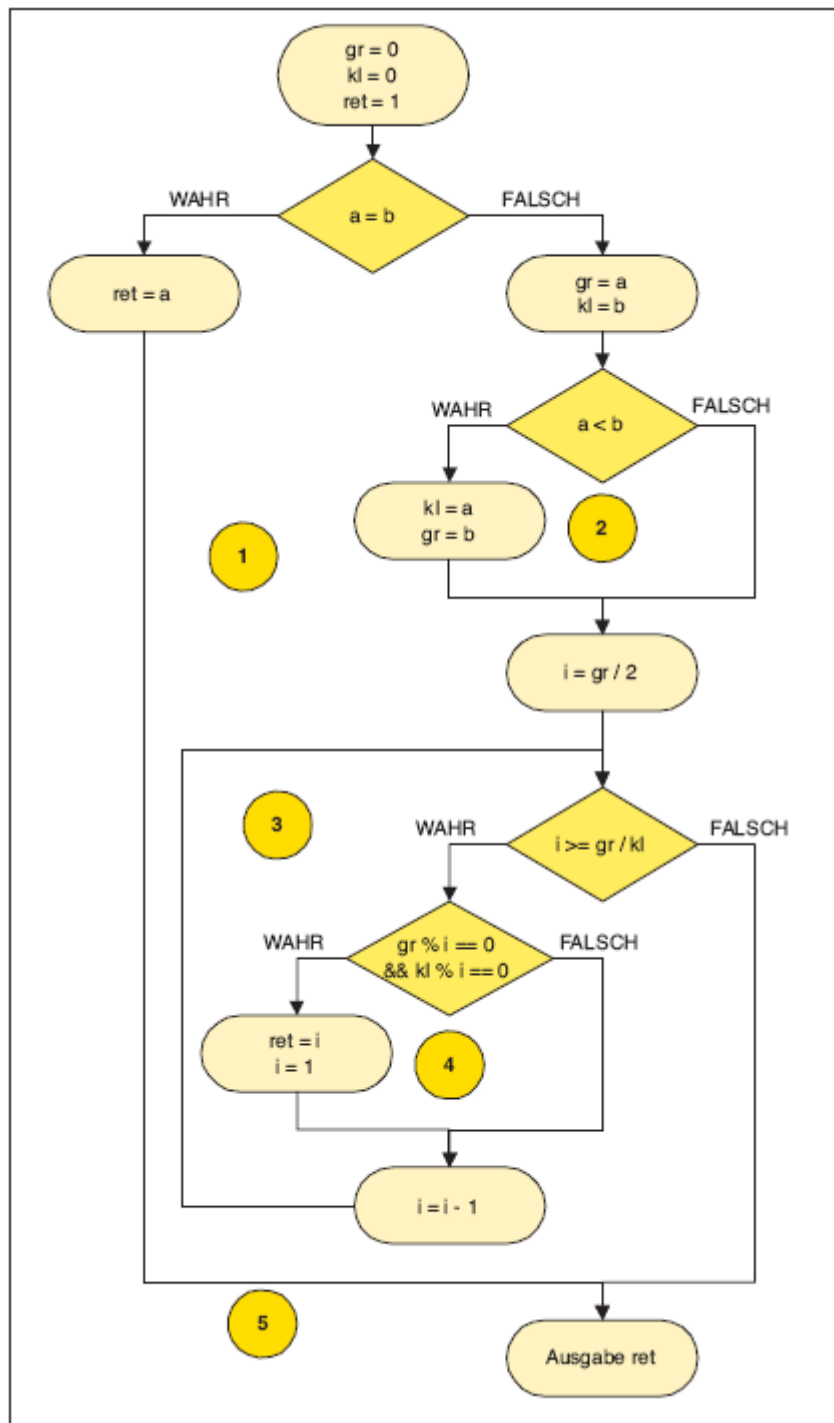 gr = 0
kl = 0
ret = 1
a = b
WAHR
FALSCH
ret = a
gr = a
kl = b
a < b
WAHR
FALSCH
kl = a
gr = b
2
1
i = gr / 2
3
i >= gr / kl
WAHR
FALSCH
gr % i == 0
&& kl % i == 0
WAHR
FALSCH
ret = i
i = 1
4
i = i - 1
5
Ausgabe ret